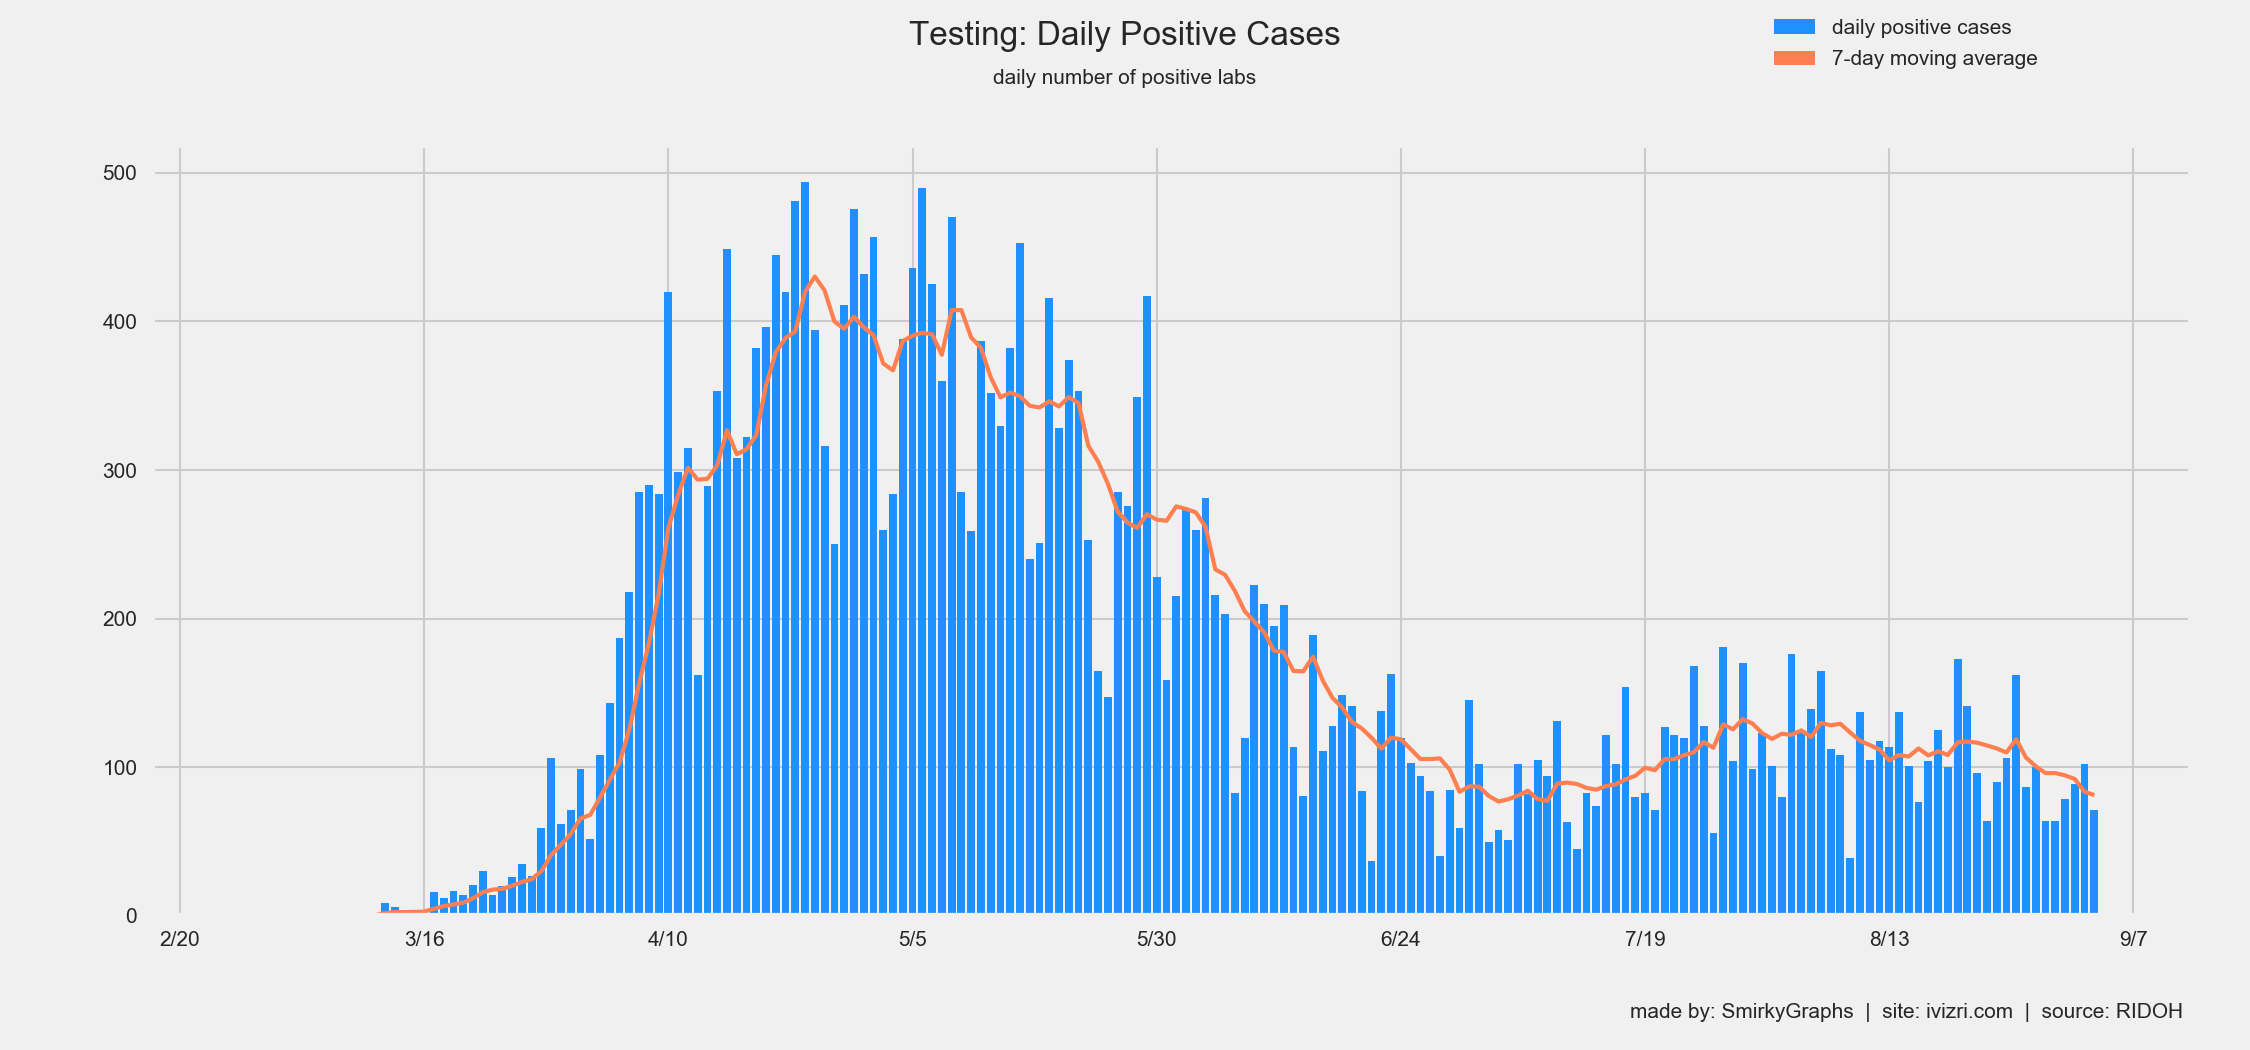 Testing: Daily Positive Cases
daily number of positive labs
daily positive cases
7-day moving average
500
400
300
200
100
0
2/20 3/16 4/10 5/5 5/30 6/24 7/19 8/13 9/7
made by: SmirkyGraphs | site: ivizri.com | source: RIDOH